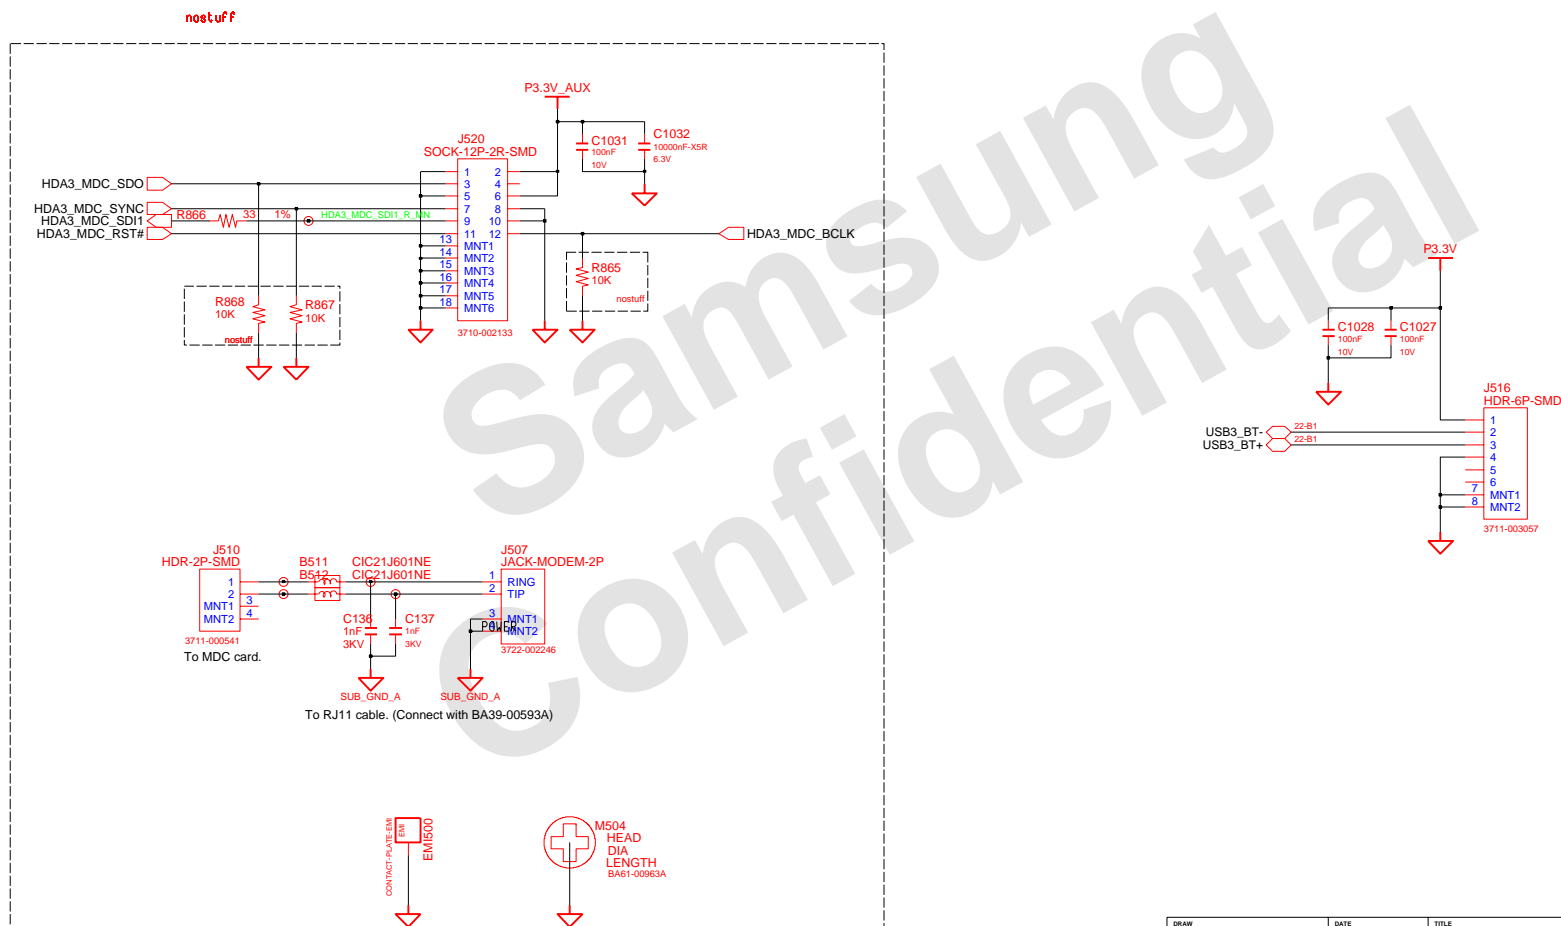 nostuff
P3.3V_AUX
J520
SOCK-12P-2R-SMD
C1031
100nF
10V
C1032
10000nF-X5R
6.3V
HDA3_MDC_SDO
HDA3_MDC_SYNC
HDA3_MDC_SDI1
HDA3_MDC_RST#
R866
33
1%
HDA3_MDC_SDI1_R_MN
1
2
3
4
5
6
7
8
9
10
11
12
13
MNT1
14
MNT2
15
MNT3
16
MNT4
17
MNT5
18
MNT6
3710-002133
HDA3_MDC_BCLK
R865
10K
nostuff
R868
10K
R867
10K
nostuff
P3.3V
C1028
100nF
10V
C1027
100nF
10V
J516
HDR-6P-SMD
USB3_BT-
22-B1
USB3_BT+
22-B1
1
2
3
4
5
6
7
MNT1
8
MNT2
3711-003057
J510
HDR-2P-SMD
1
2
3
MNT1
4
MNT2
3711-000541
To MDC card.
B511
CIC21J601NE
B512
CIC21J601NE
J507
JACK-MODEM-2P
1
RING
2
TIP
3
MNT1
MNT2
POWER
3722-002246
C136
1nF
3KV
C137
1nF
3KV
SUB_GND_A
SUB_GND_A
To RJ11 cable. (Connect with BA39-00593A)
CONTACT-PLATE-EMI
EMI
EMI500
M504
HEAD
DIA
LENGTH
BA61-00963A
Samsung
Confidential
DRAW
DATE
TITLE